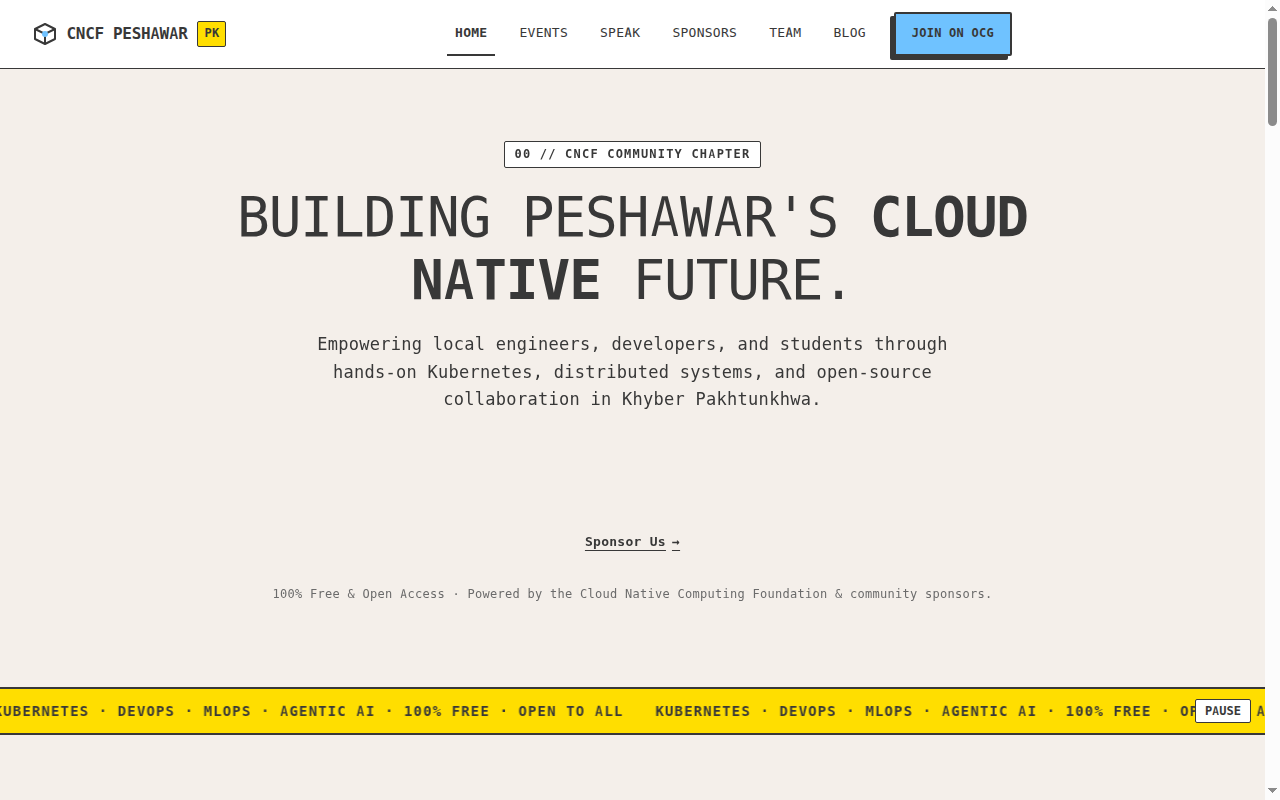 CNCF PESHAWAR PK HOME EVENTS SPEAK SPONSORS TEAM BLOG JOIN ON OCG
00 // CNCF COMMUNITY CHAPTER
BUILDING PESHAWAR'S CLOUD
NATIVE FUTURE.
Empowering local engineers, developers, and students through
hands-on Kubernetes, distributed systems, and open-source
collaboration in Khyber Pakhtunkhwa.
Sponsor Us →
100% Free & Open Access · Powered by the Cloud Native Computing Foundation & community sponsors.
KUBERNETES · DEVOPS · MLOPS · AGENTIC AI · 100% FREE · OPEN TO ALL KUBERNETES · DEVOPS · MLOPS · AGENTIC AI · 100% FREE · PAUSE